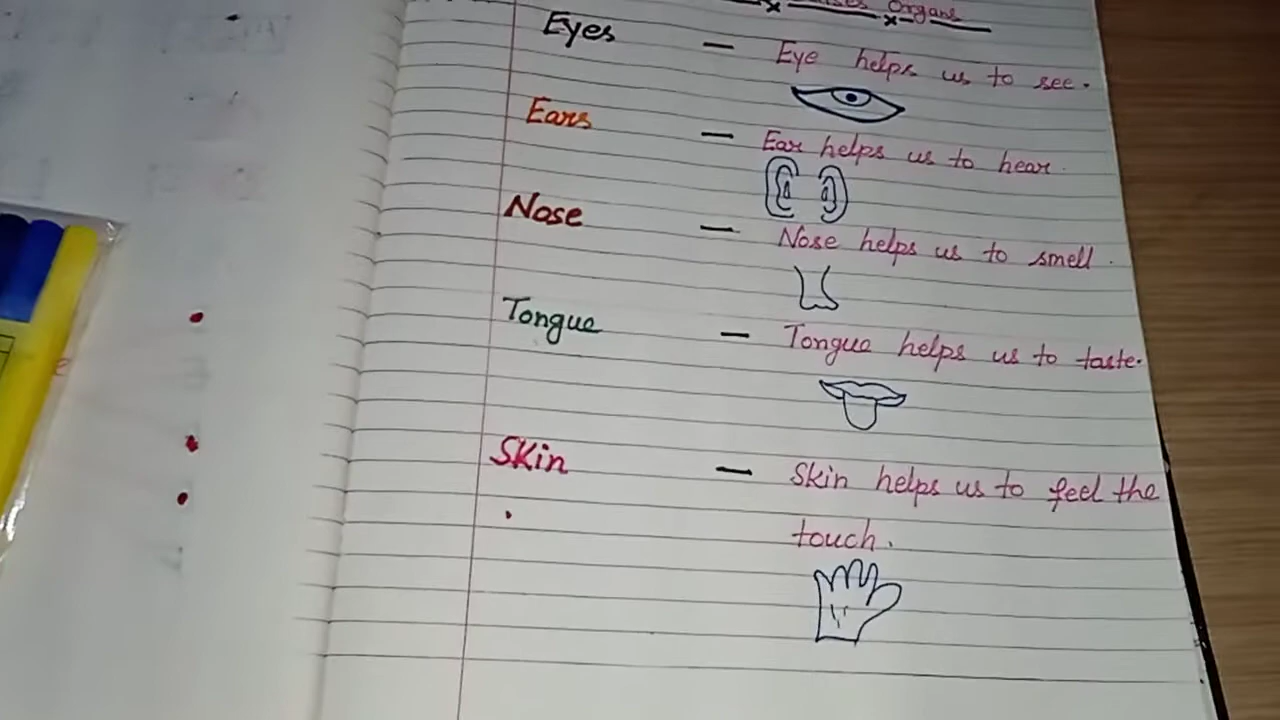 Organs
Eyes — Eye helps us to see.
Ears — Ear helps us to hear.
Nose — Nose helps us to smell.
Tongue — Tongue helps us to taste.
Skin — Skin helps us to feel the
touch.